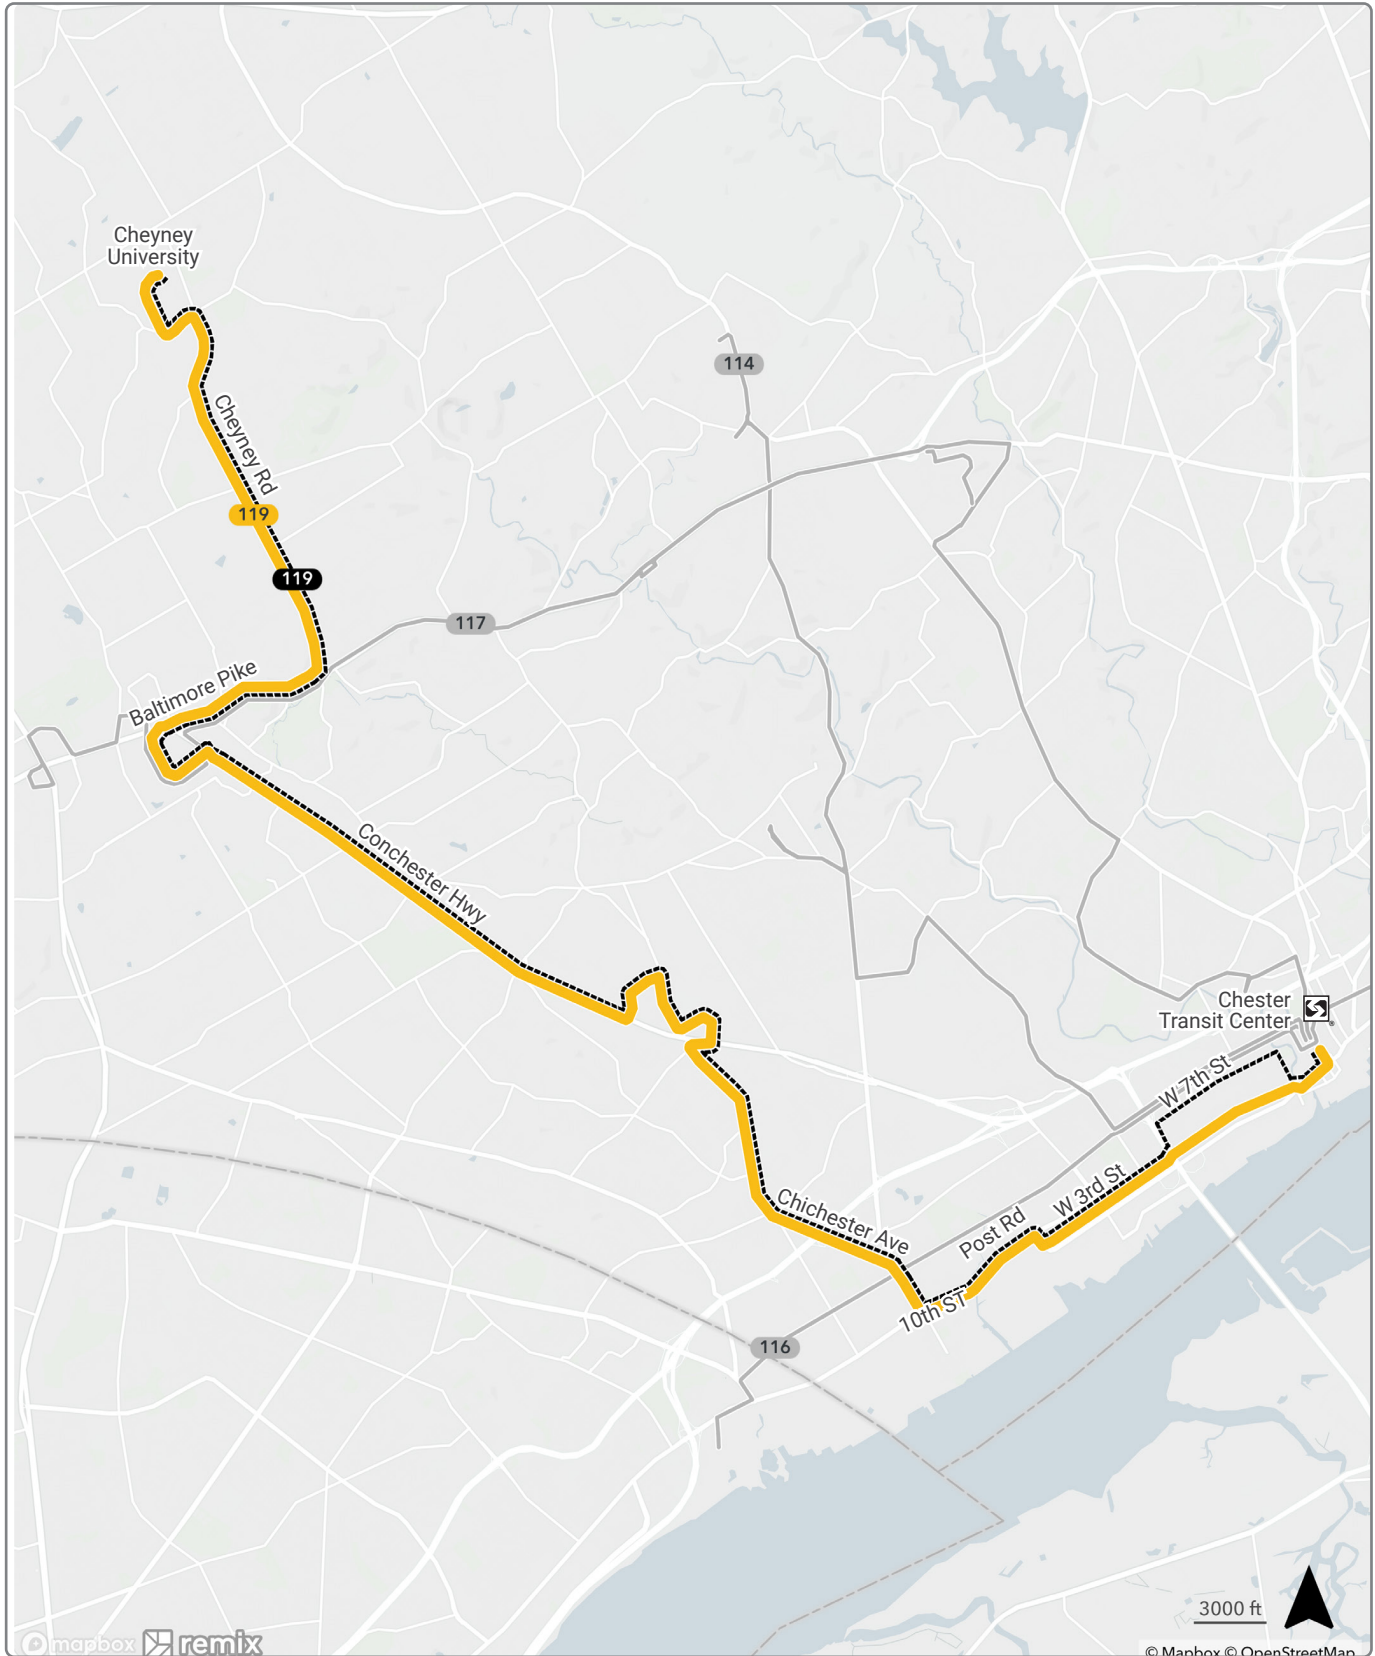 Cheyney
University
114
Cheyney Rd
119
119
117
Baltimore Pike
Conchester Hwy
Chester
Transit Center
W 7th St
W 3rd St
Chichester Ave
Post Rd
10th ST
116
3000 ft
mapbox
remix
© Mapbox © OpenStreetMap